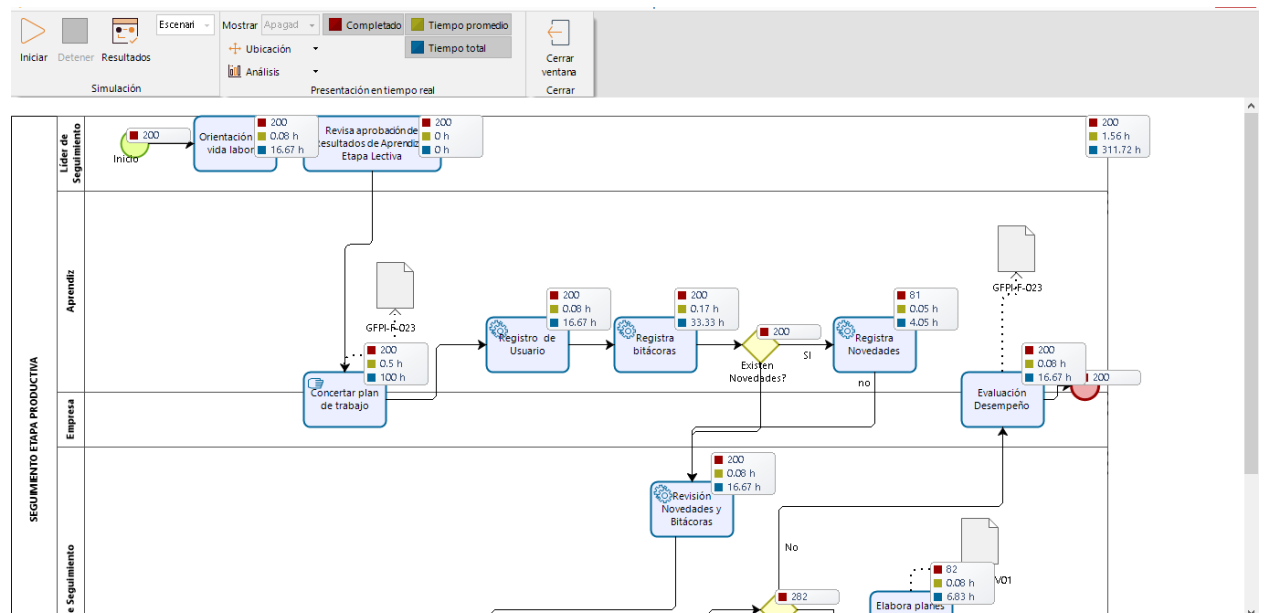 Escenari
Mostrar Apagad
Completado
Tiempo promedio
Ubicación
Tiempo total
Análisis
Iniciar Detener Resultados
Cerrar
ventana
Simulación
Presentación en tiempo real
Cerrar
SEGUIMIENTO ETAPA PRODUCTIVA
Líder de
Seguimiento
Inicio
200
Orientación
vida labor
200
0.08 h
16.67 h
Revisa aprobación de
Resultados de Aprendiz
Etapa Lectiva
200
0 h
0 h
200
1.56 h
311.72 h
Aprendiz
GFPI-F-023
200
0.5 h
100 h
Concertar plan
de trabajo
200
0.08 h
16.67 h
Registro de
Usuario
200
0.17 h
33.33 h
Registra
bitácoras
200
Existen
Novedades?
SI
81
0.05 h
4.05 h
Registra
Novedades
no
GFPI-F-023
200
0.08 h
16.67 h
Evaluación
Desempeño
200
Empresa
200
0.08 h
16.67 h
Revisión
Novedades y
Bitácoras
e Seguimiento
No
282
82
0.08 h
6.83 h
V01
Elabora planes